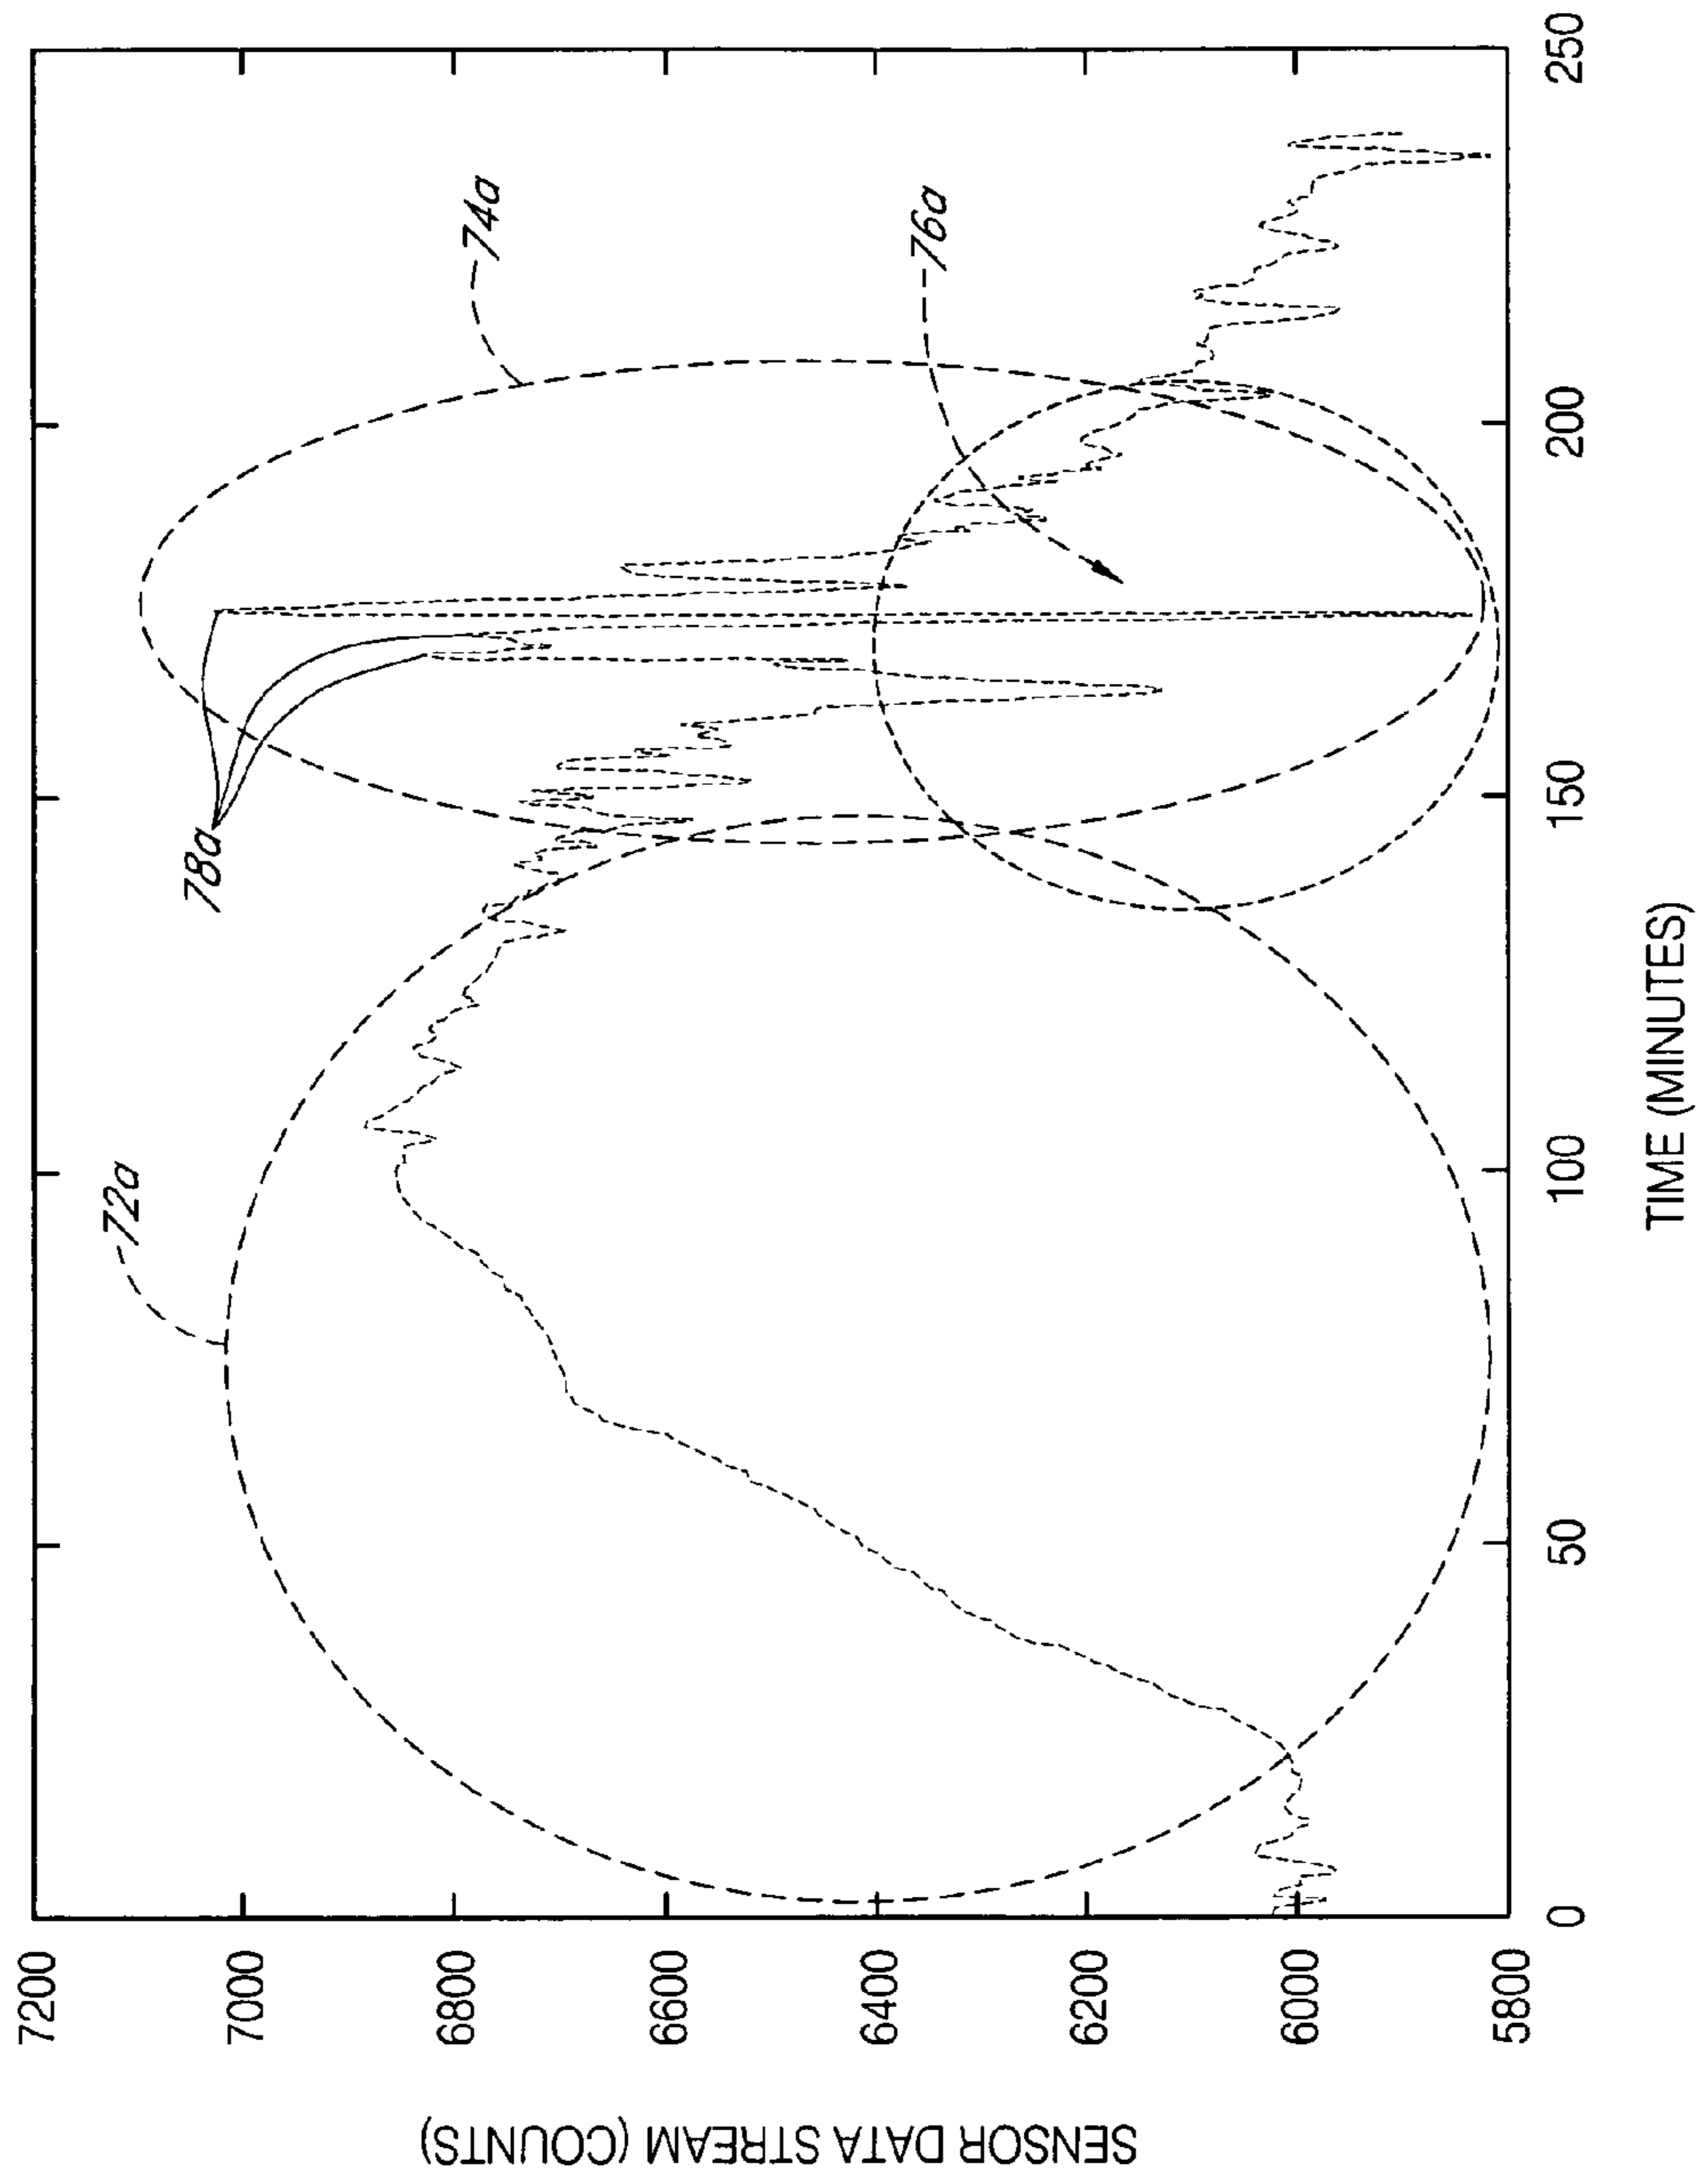 SENSOR DATA STREAM (COUNTS)
7200
7000
6800
6600
6400
6200
6000
5800
72a
78a
74a
76a
0
50
100
150
200
250
TIME (MINUTES)